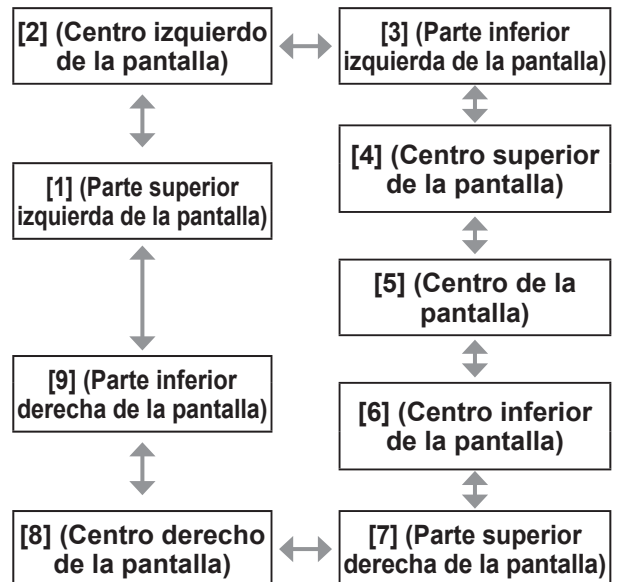 [2] (Centro izquierdo
de la pantalla)
[3] (Parte inferior
izquierda de la pantalla)
[1] (Parte superior
izquierda de la pantalla)
[4] (Centro superior
de la pantalla)
[5] (Centro de la
pantalla)
[9] (Parte inferior
derecha de la pantalla)
[6] (Centro inferior
de la pantalla)
[8] (Centro derecho
de la pantalla)
[7] (Parte superior
derecha de la pantalla)